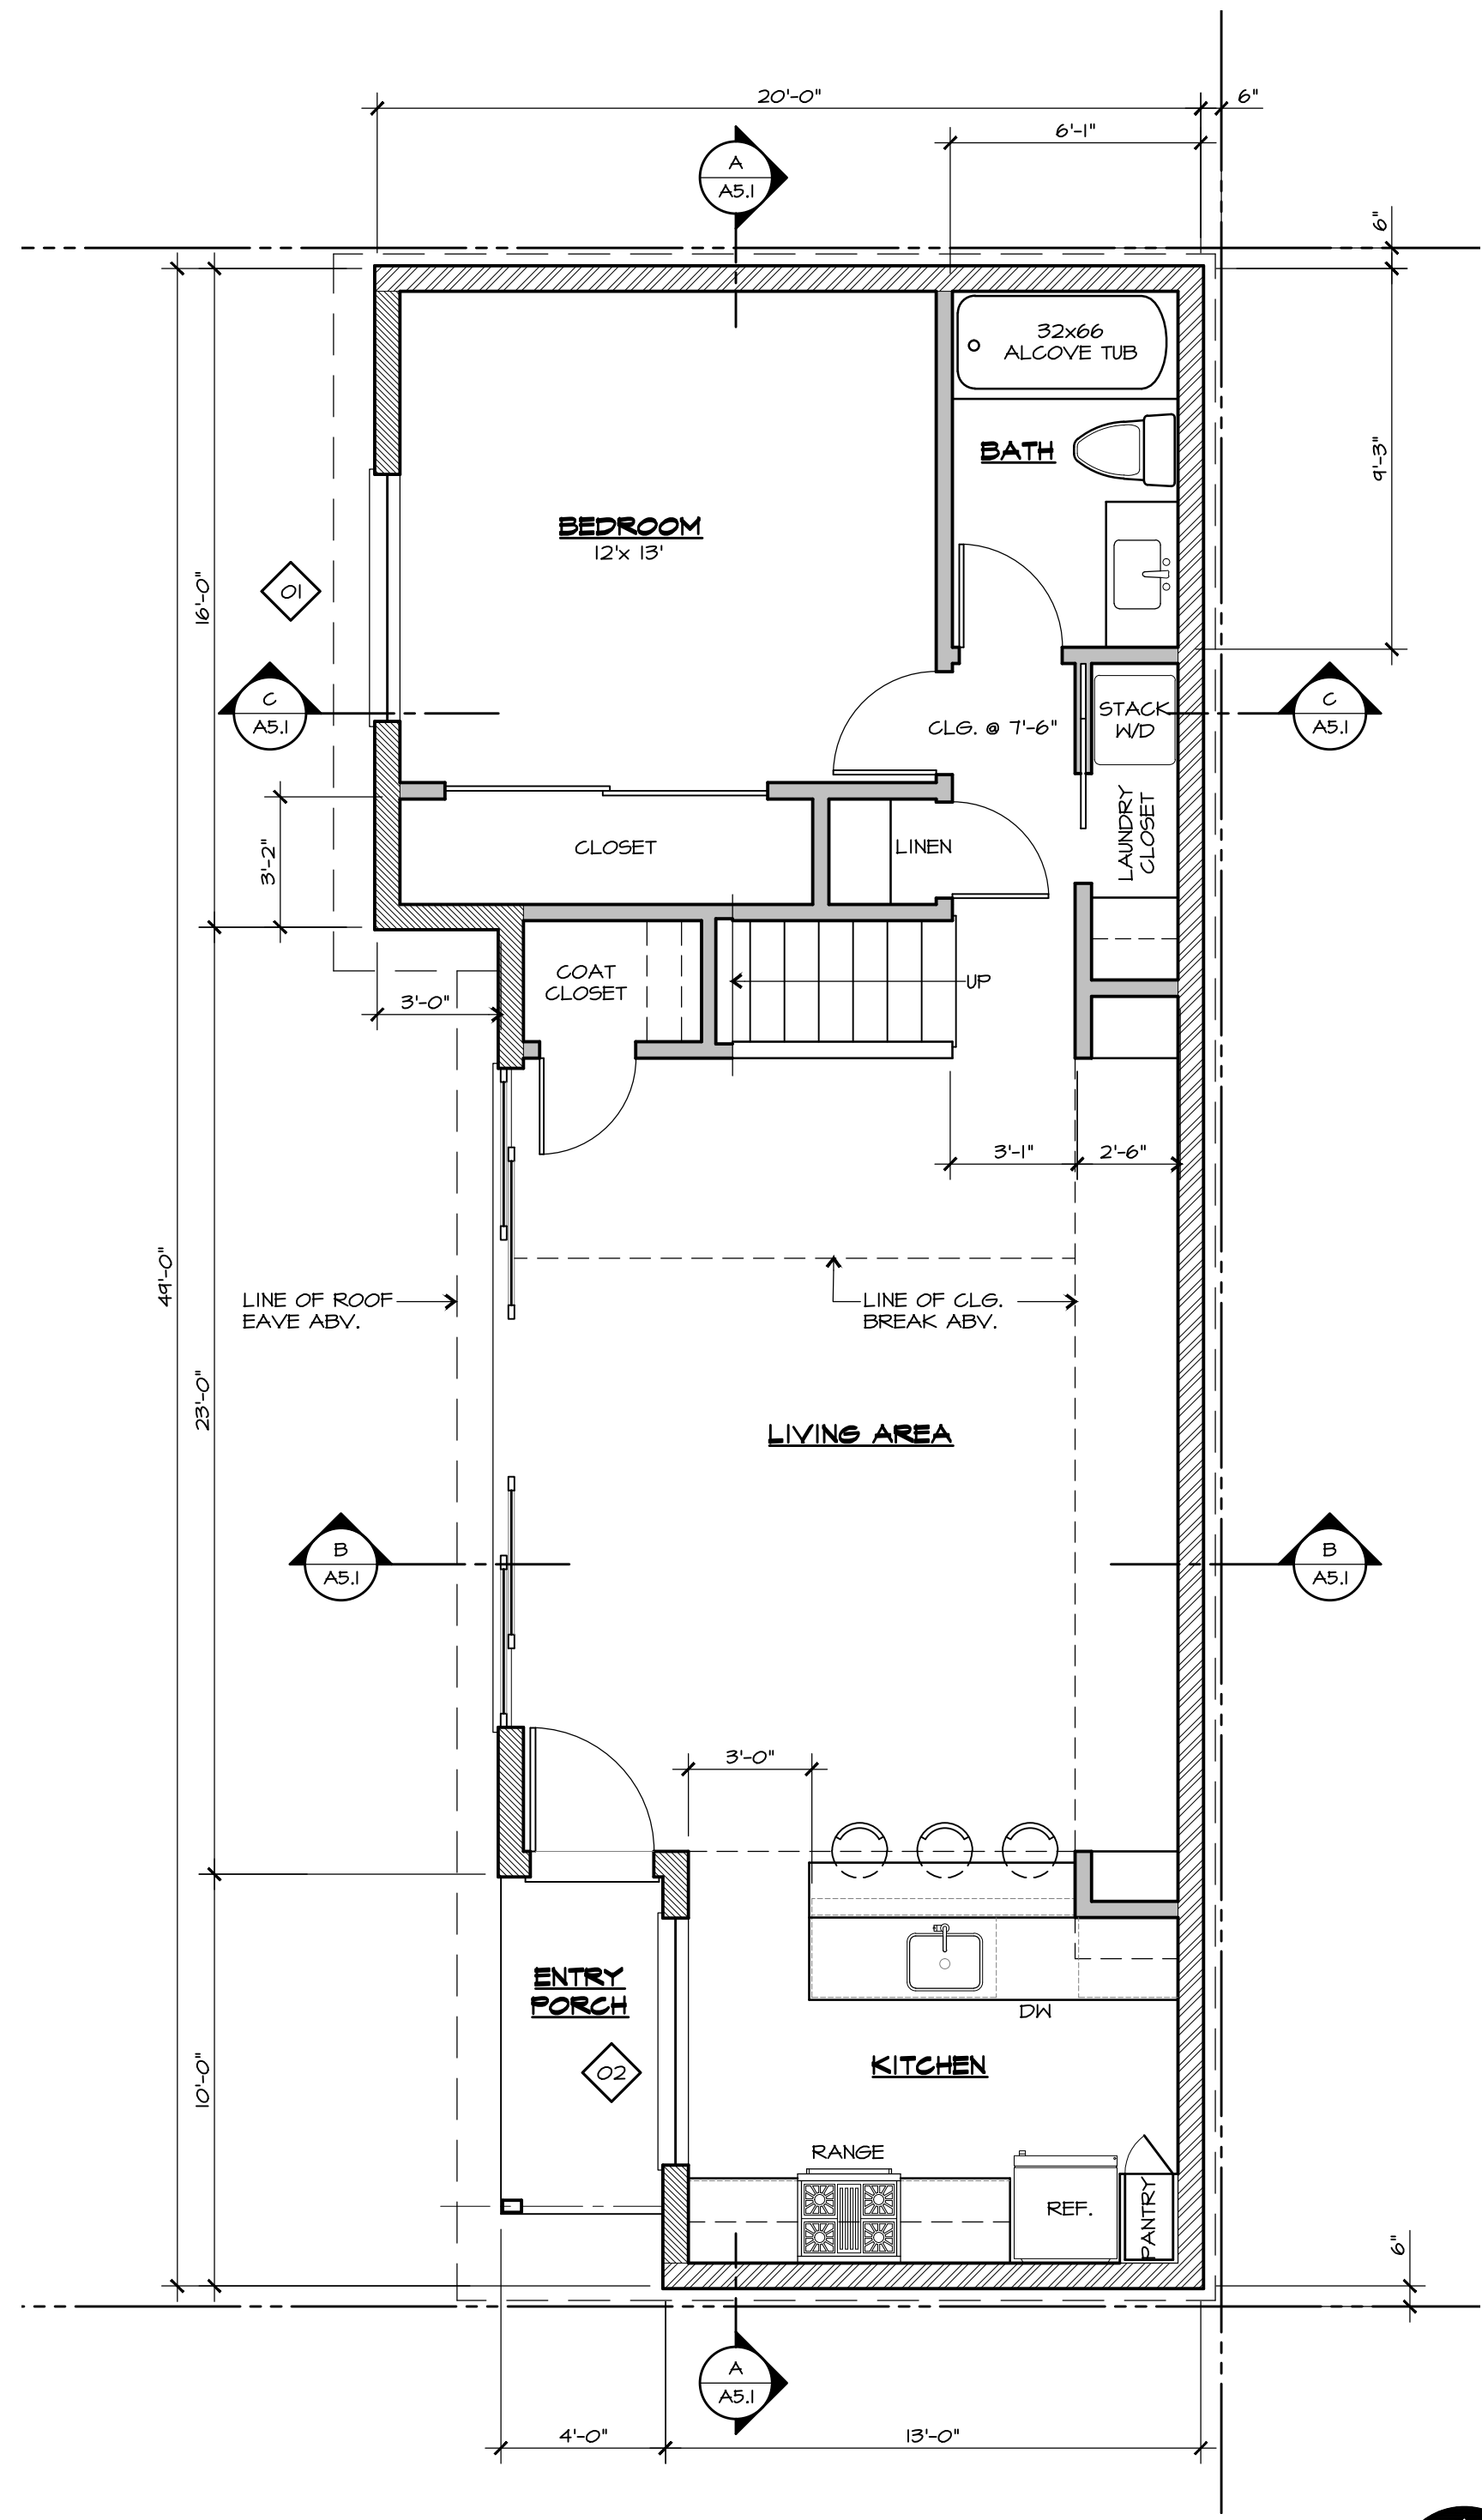 20'-0"
6"
6'-1"
A
A5.1
6"
32x66
ALCOVE TUB
BATH
9'-3"
BEDROOM
12'x 13'
01
16'-0"
C
A5.1
CLG. @ 7'-6"
STACK
W/D
C
A5.1
LAUNDRY
CLOSET
3'-2"
CLOSET
LINEN
COAT
CLOSET
UP
3'-0"
3'-1"
2'-6"
49'-0"
LINE OF ROOF
EAVE ABV.
LINE OF CLG.
BREAK ABV.
23'-0"
LIVING AREA
B
A5.1
B
A5.1
3'-0"
ENTRY
PORCH
DW
02
KITCHEN
10'-0"
RANGE
REF.
PANTRY
6"
A
A5.1
4'-0"
13'-0"